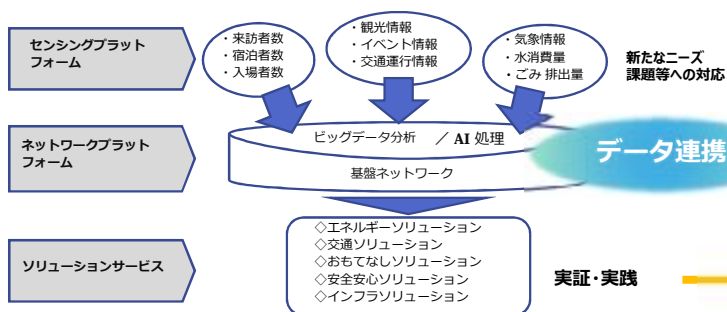 センシングプラット
フォーム
・来訪者数
・宿泊者数
・入場者数
・観光情報
・イベント情報
・交通運行情報
・気象情報
・水消費量
・ごみ 排出量
新たなニーズ
課題等への対応
ネットワークプラット
フォーム
ビッグデータ分析 ／ AI 処理
基盤ネットワーク
データ連携
ソリューションサービス
◇エネルギーソリューション
◇交通ソリューション
◇おもてなしソリューション
◇安全安心ソリューション
◇インフラソリューション
実証・実践